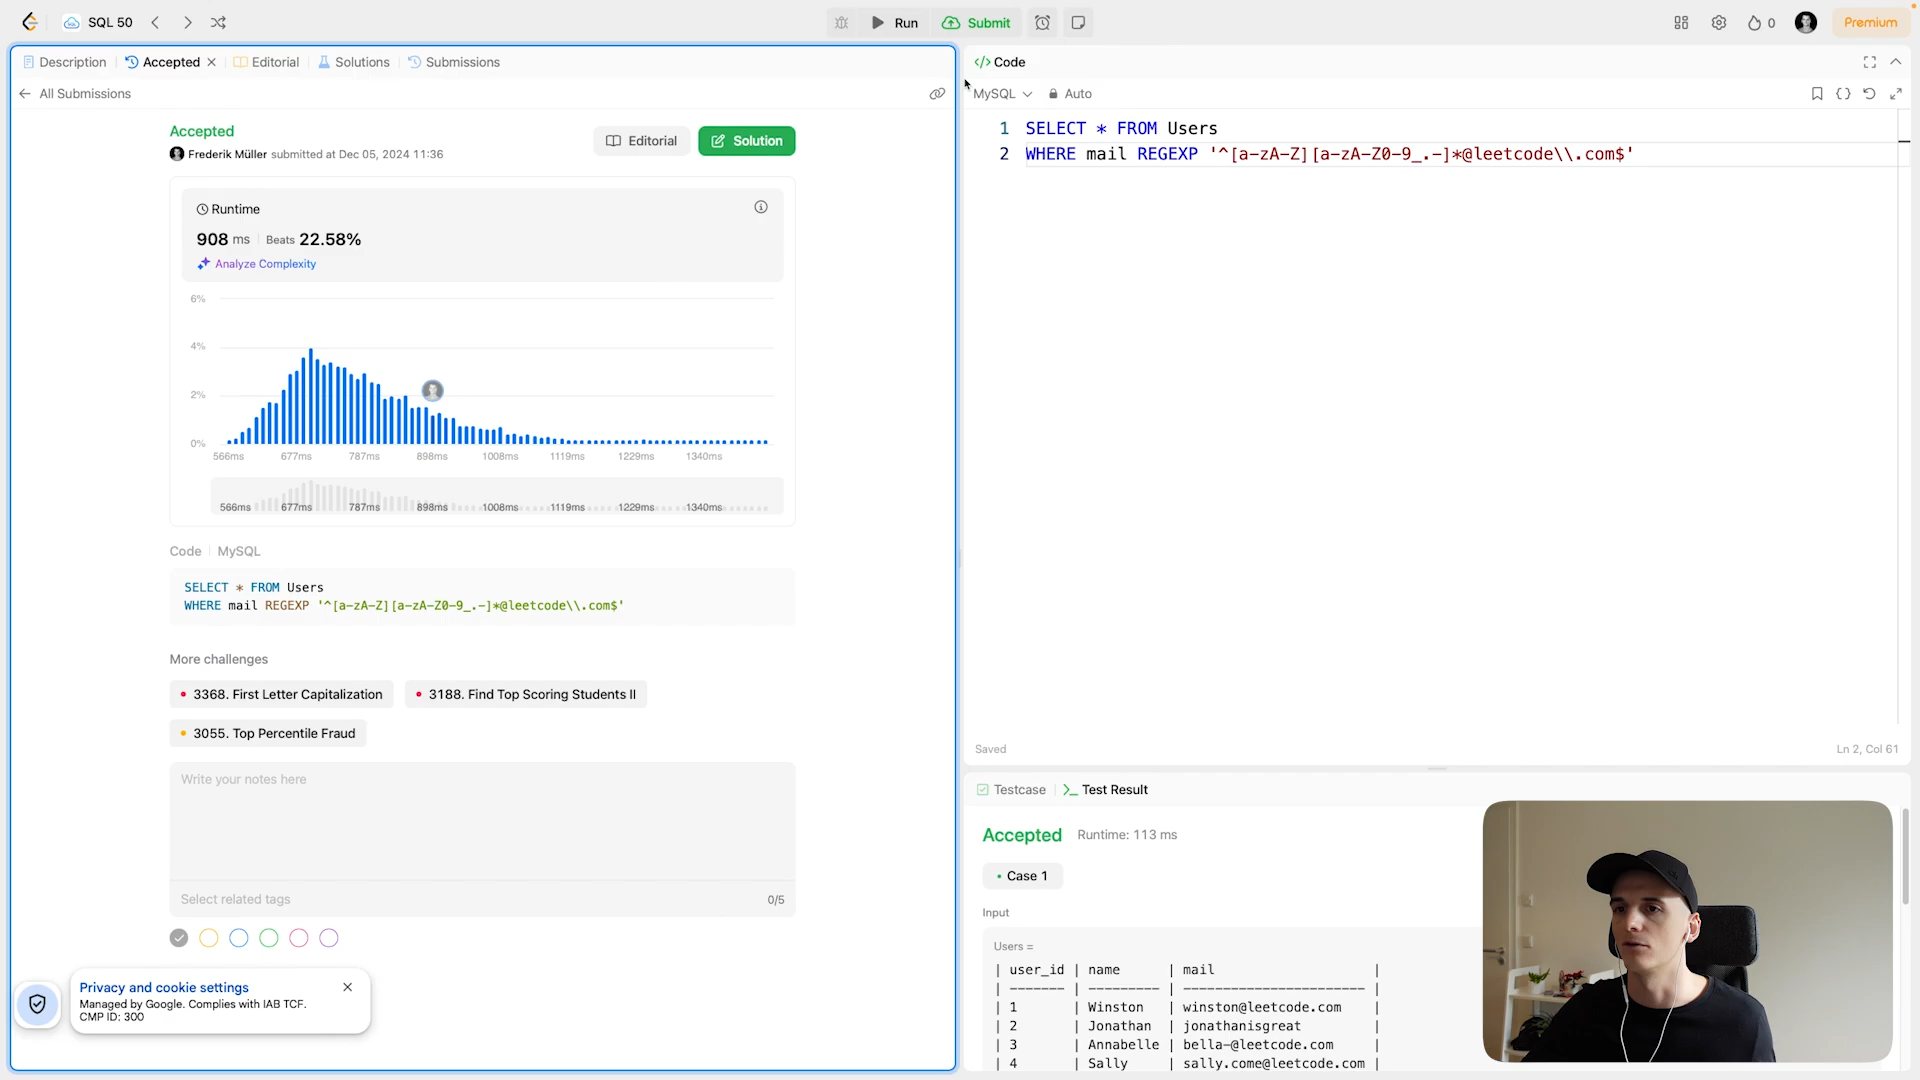 SQL 50
Run
Submit
0
Premium
Description
Accepted
Editorial
Solutions
Submissions
All Submissions
Accepted
Frederik Müller submitted at Dec 05, 2024 11:36
Editorial
Solution
Runtime
908 ms | Beats 22.58%
Analyze Complexity
6%
4%
2%
0%
566ms 677ms 787ms 898ms 1008ms 1119ms 1229ms 1340ms
566ms 677ms 787ms 898ms 1008ms 1119ms 1229ms 1340ms
Code | MySQL
SELECT * FROM Users
WHERE mail REGEXP '^[a-zA-Z][a-zA-Z0-9_.-]*@leetcode\\.com$'
More challenges
3368. First Letter Capitalization
3188. Find Top Scoring Students II
3055. Top Percentile Fraud
Write your notes here
Select related tags
0/5
Privacy and cookie settings
Managed by Google. Complies with IAB TCF.
CMP ID: 300
</> Code
MySQL
Auto
1 SELECT * FROM Users
2 WHERE mail REGEXP '^[a-zA-Z][a-zA-Z0-9_.-]*@leetcode\\.com$'
Saved
Ln 2, Col 61
Testcase
>_ Test Result
Accepted
Runtime: 113 ms
Case 1
Input
Users =
| user_id | name | mail |
| ------- | --------- | ----------------------- |
| 1 | Winston | winston@leetcode.com |
| 2 | Jonathan | jonathanisgreat |
| 3 | Annabelle | bella-@leetcode.com |
| 4 | Sally | sally.come@leetcode.com |